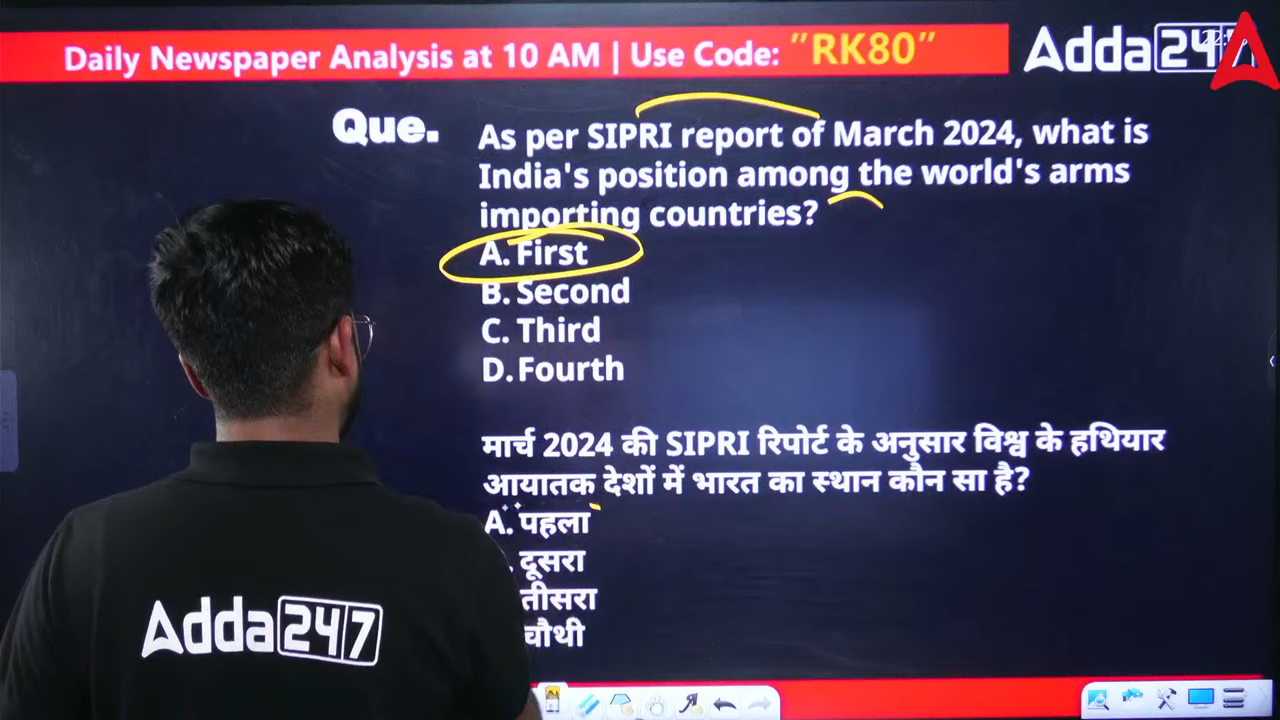 Daily Newspaper Analysis at 10 AM | Use Code: "RK80"
Adda247
Que.
As per SIPRI report of March 2024, what is
India's position among the world's arms
importing countries?
A. First
B. Second
C. Third
D. Fourth
मार्च 2024 की SIPRI रिपोर्ट के अनुसार विश्व के हथियार
आयातक देशों में भारत का स्थान कौन सा है?
A. पहला
दूसरा
तीसरा
चौथी
Adda247